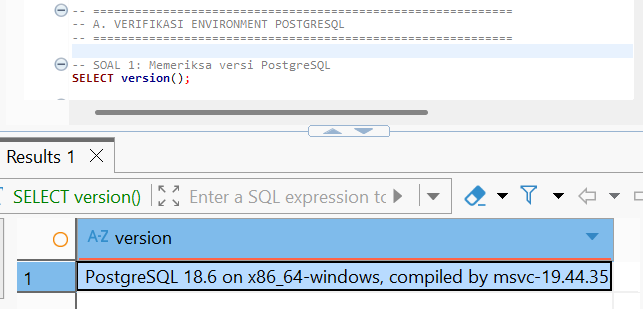 -- ============================================================
-- A. VERIFIKASI ENVIRONMENT POSTGRESQL
-- ============================================================
-- SOAL 1: Memeriksa versi PostgreSQL
SELECT version();
Results 1
SELECT version()
Enter a SQL expression to
A-Z version
1 PostgreSQL 18.6 on x86_64-windows, compiled by msvc-19.44.35